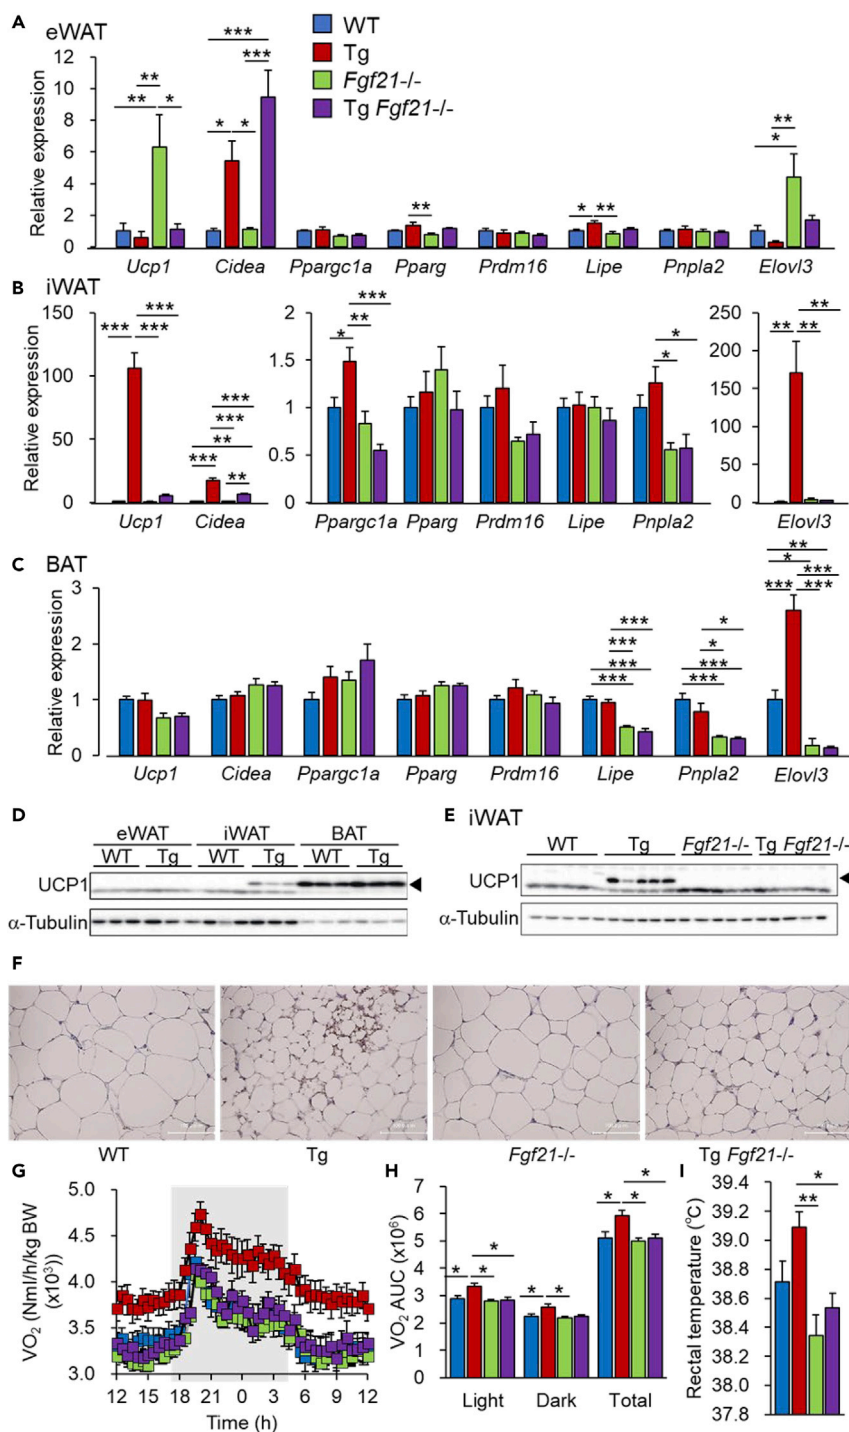 A eWAT
WT
Tg
Fgf21-/-
Tg Fgf21-/-
Relative expression
12
10
8
6
4
2
0
*** *** ** ** * * * ** * ** ** *
Ucp1 Cidea Ppargc1a Pparg Prdm16 Lipe Pnpla2 Elovl3
B iWAT
Relative expression
150
100
50
0
*** *** *** *** *** ** *** **
Ucp1 Cidea
2
1.5
1
0.5
0
*** * ** * *
Ppargc1a Pparg Prdm16 Lipe Pnpla2
250
200
150
100
50
0
** ** **
Elovl3
C BAT
Relative expression
3
2
1
0
*** *** *** *** * * *** *** ** * *** *** ***
Ucp1 Cidea Ppargc1a Pparg Prdm16 Lipe Pnpla2 Elovl3
D
eWAT iWAT BAT
WT Tg WT Tg WT Tg
UCP1
α-Tubulin
E iWAT
WT Tg Fgf21-/- Tg Fgf21-/-
UCP1
α-Tubulin
F
WT Tg Fgf21-/- Tg Fgf21-/-
G
VO2 (Nml/h/kg BW
(x10³))
5.0
4.5
4.0
3.5
3.0
12 15 18 21 0 3 6 9 12
Time (h)
H
VO2 AUC (x10⁶)
7
6
5
4
3
2
1
0
* * * * * * * *
Light Dark Total
I
Rectal temperature (°C)
39.4
39.2
39.0
38.8
38.6
38.4
38.2
38.0
37.8
* **